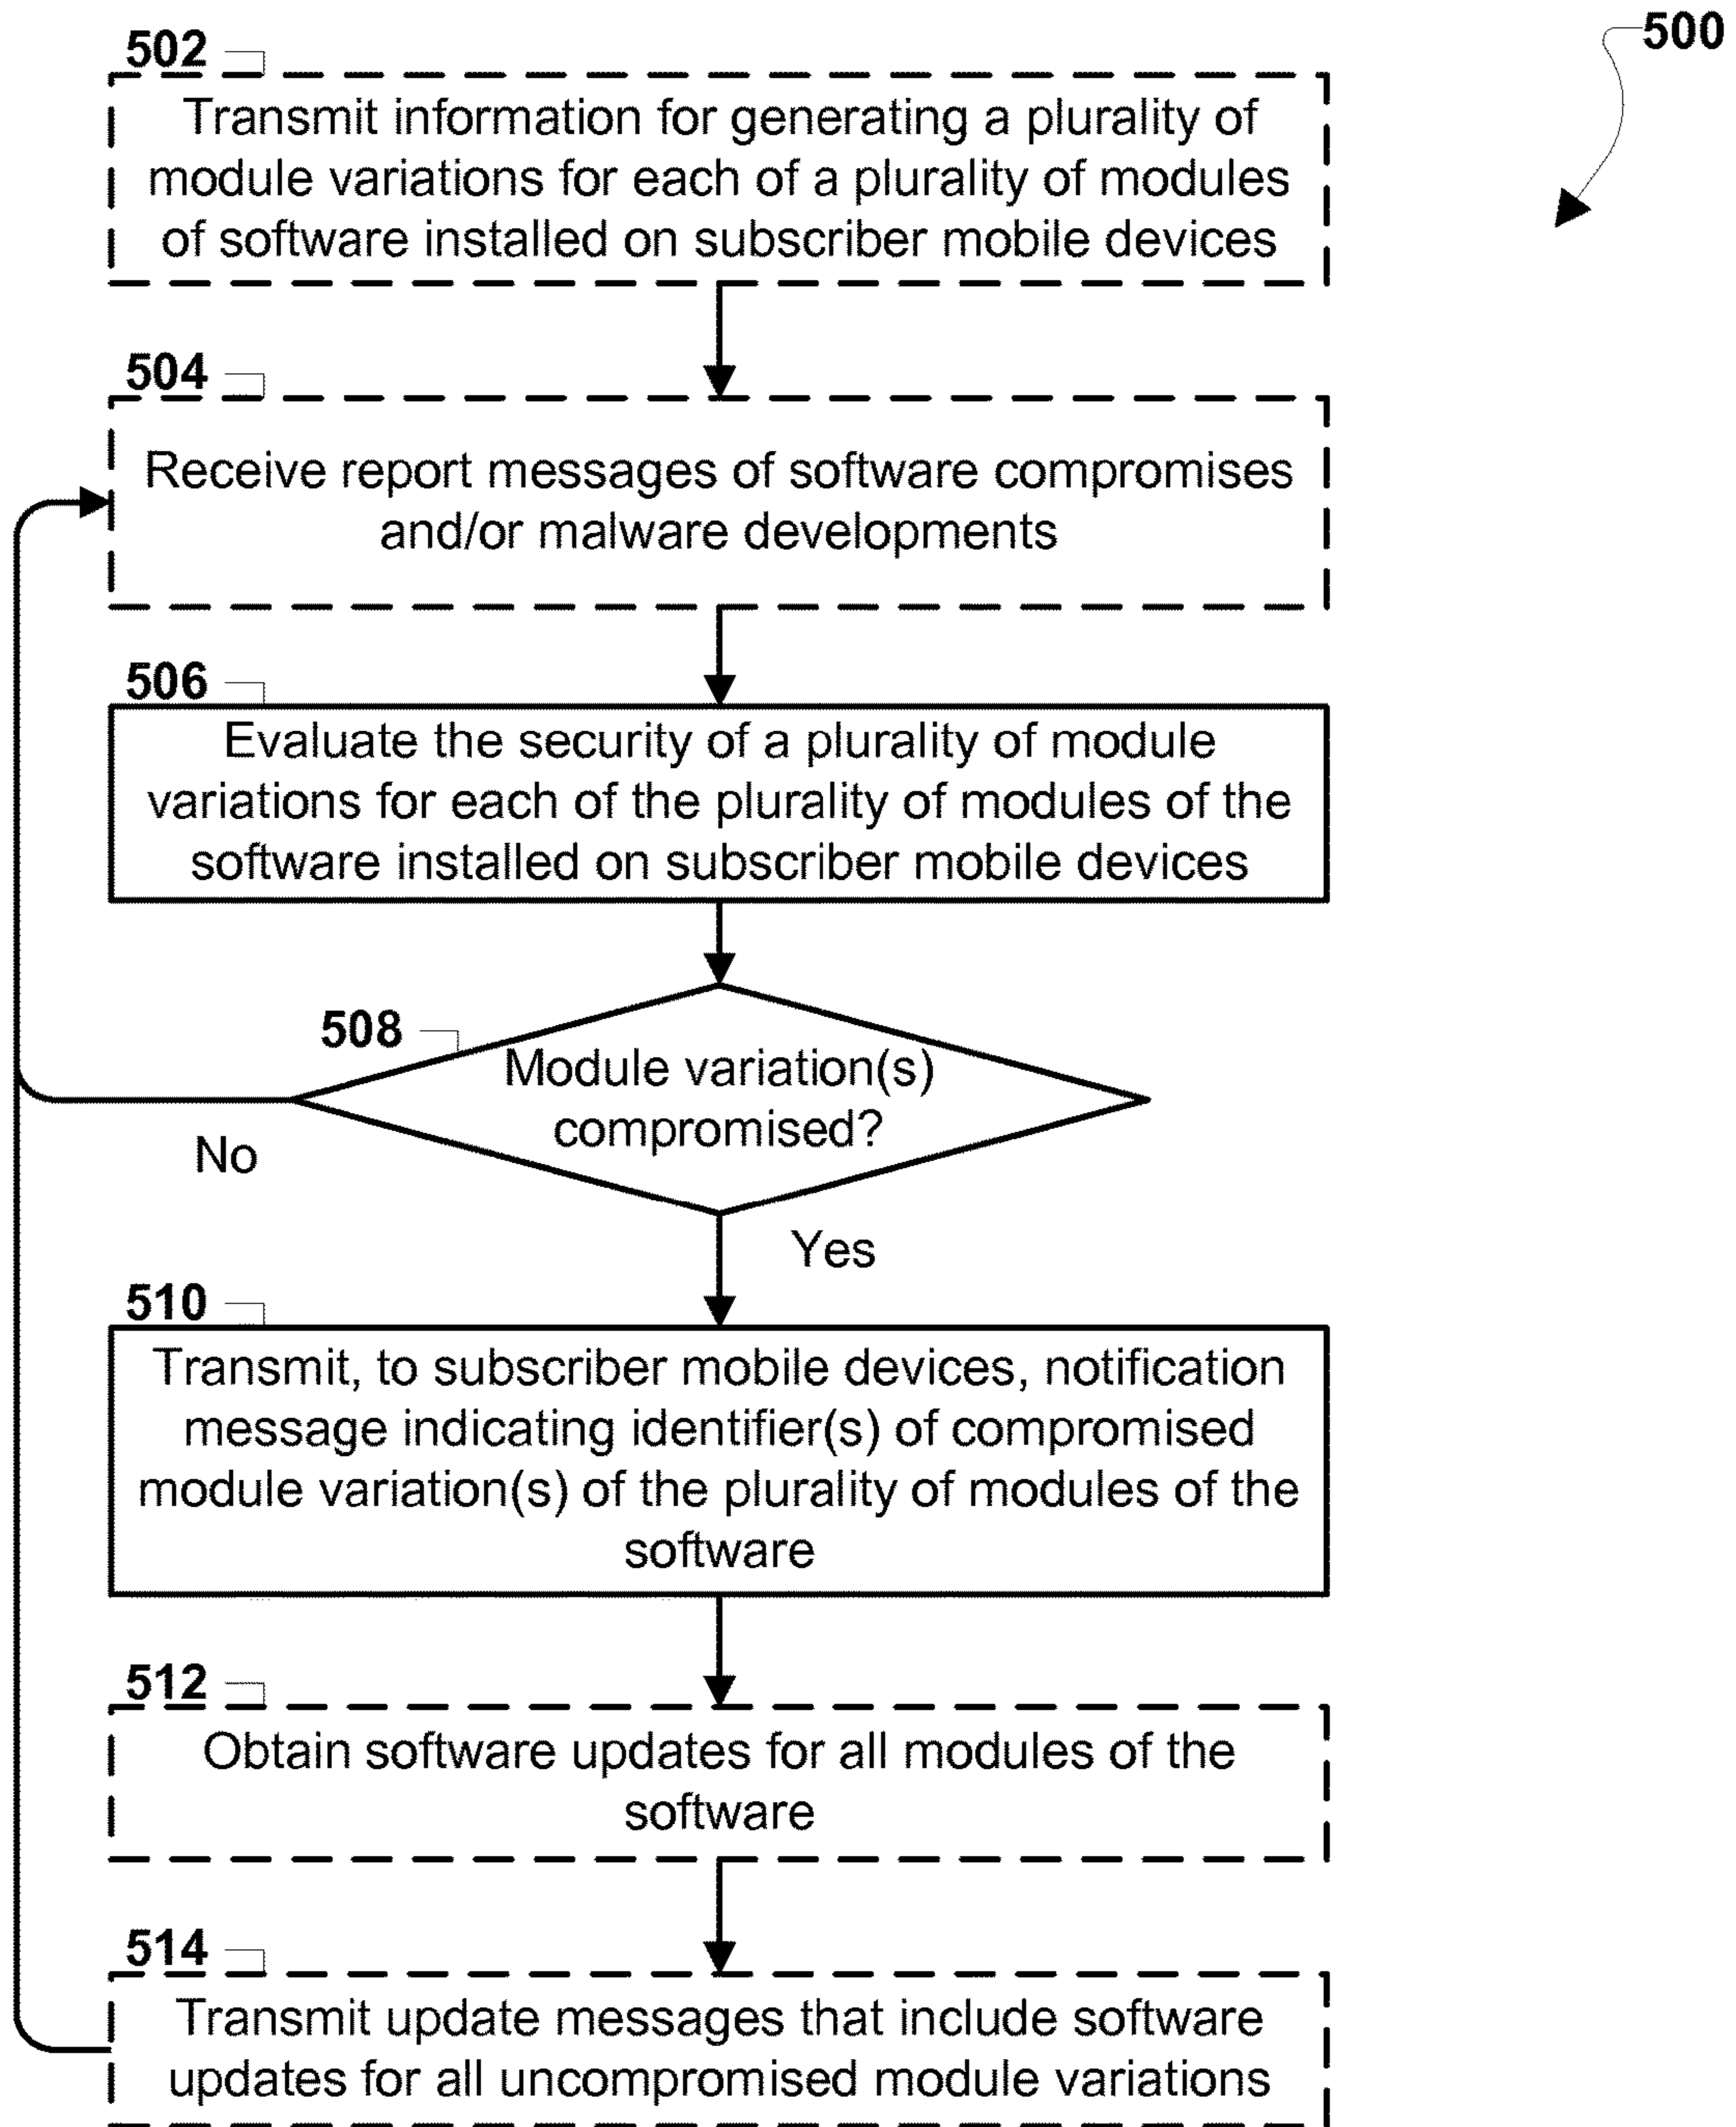 500
502
Transmit information for generating a plurality of
module variations for each of a plurality of modules
of software installed on subscriber mobile devices
504
Receive report messages of software compromises
and/or malware developments
506
Evaluate the security of a plurality of module
variations for each of the plurality of modules of the
software installed on subscriber mobile devices
508
Module variation(s)
compromised?
No
Yes
510
Transmit, to subscriber mobile devices, notification
message indicating identifier(s) of compromised
module variation(s) of the plurality of modules of the
software
512
Obtain software updates for all modules of the
software
514
Transmit update messages that include software
updates for all uncompromised module variations